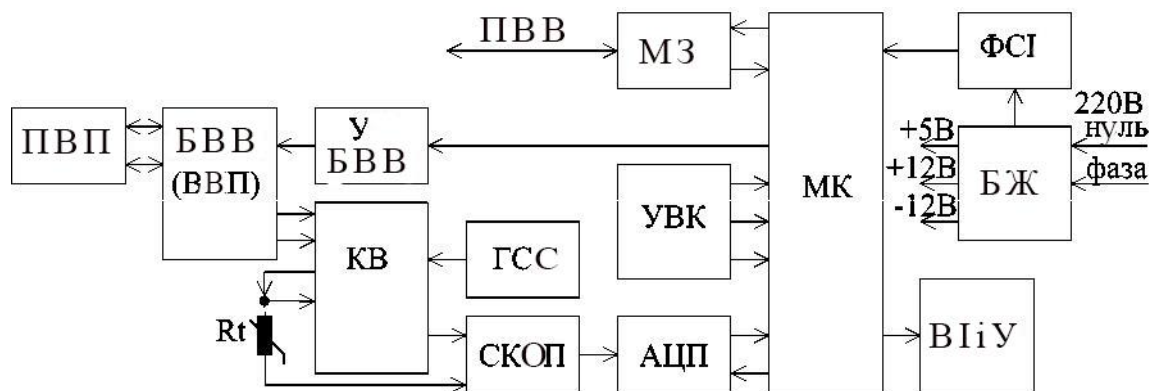 ПВВ
МЗ
ФСІ
220В
нуль
фаза
+5В
+12В
-12В
БЖ
ПВП
БВВ
(ВВП)
У
БВВ
МК
УВК
КВ
ГСС
Rt
СКОП
АЦП
ВІіУ